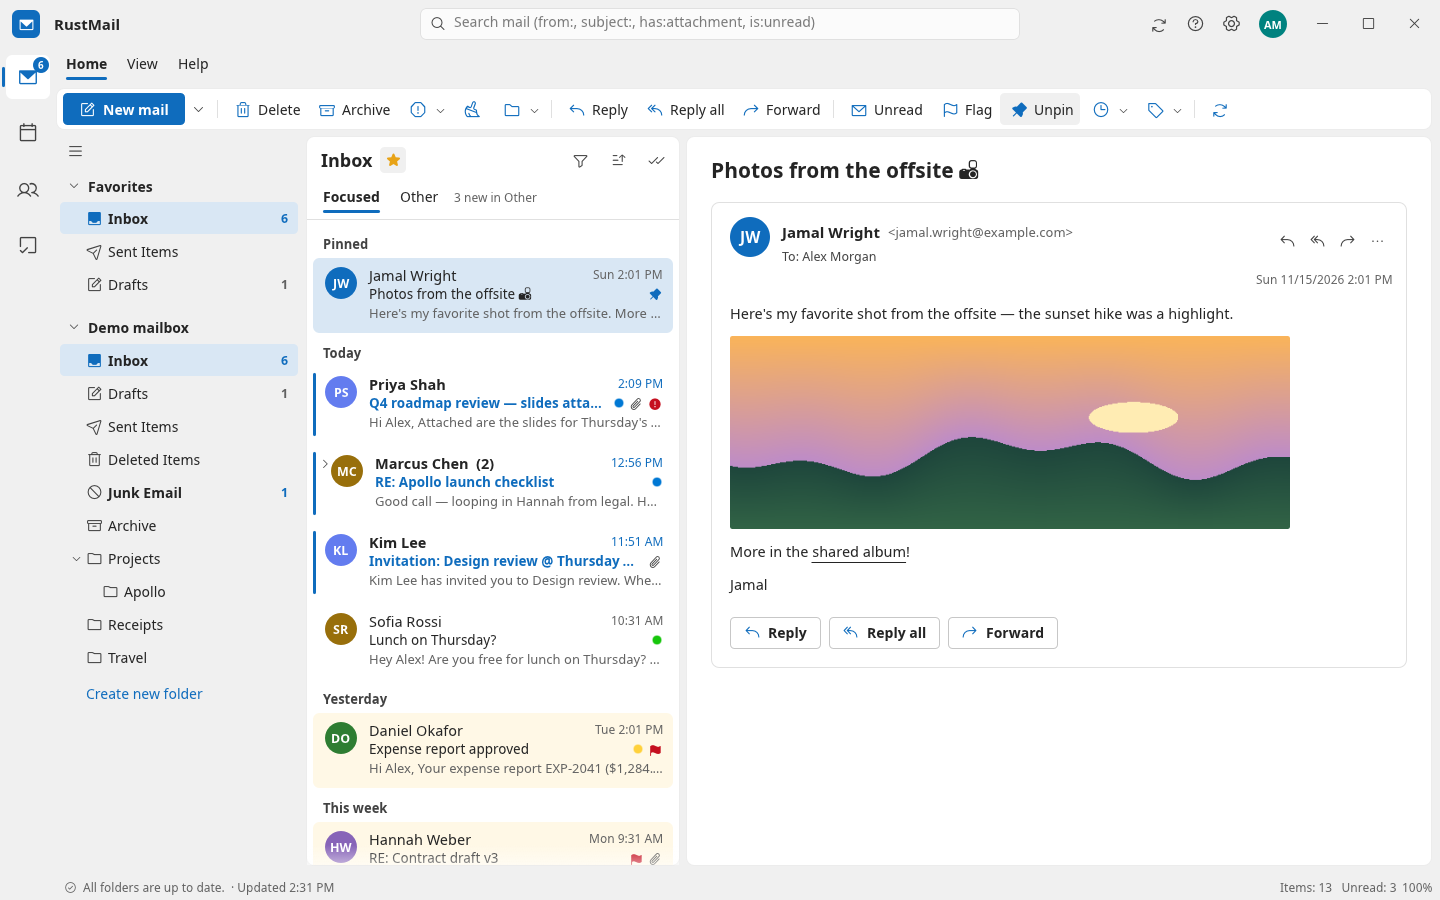 RustMail
Search mail (from:, subject:, has:attachment, is:unread)
AM
6
Home View Help
New mail Delete Archive Reply Reply all Forward Unread Flag Unpin
Favorites
Inbox 6
Sent Items
Drafts 1
Demo mailbox
Inbox 6
Drafts 1
Sent Items
Deleted Items
Junk Email 1
Archive
Projects
Apollo
Receipts
Travel
Create new folder
Inbox
Focused Other 3 new in Other
Pinned
JW
Jamal Wright Sun 2:01 PM
Photos from the offsite
Here's my favorite shot from the offsite. More ...
Today
PS
Priya Shah 2:09 PM
Q4 roadmap review — slides atta...
Hi Alex, Attached are the slides for Thursday's ...
MC
Marcus Chen (2) 12:56 PM
RE: Apollo launch checklist
Good call — looping in Hannah from legal. H...
KL
Kim Lee 11:51 AM
Invitation: Design review @ Thursday ...
Kim Lee has invited you to Design review. Whe...
SR
Sofia Rossi 10:31 AM
Lunch on Thursday?
Hey Alex! Are you free for lunch on Thursday? ...
Yesterday
DO
Daniel Okafor Tue 2:01 PM
Expense report approved
Hi Alex, Your expense report EXP-2041 ($1,284....
This week
HW
Hannah Weber Mon 9:31 AM
RE: Contract draft v3
Photos from the offsite
JW
Jamal Wright <jamal.wright@example.com>
To: Alex Morgan
Sun 11/15/2026 2:01 PM
Here's my favorite shot from the offsite — the sunset hike was a highlight.
More in the shared album!
Jamal
Reply Reply all Forward
All folders are up to date. · Updated 2:31 PM
Items: 13 Unread: 3 100%